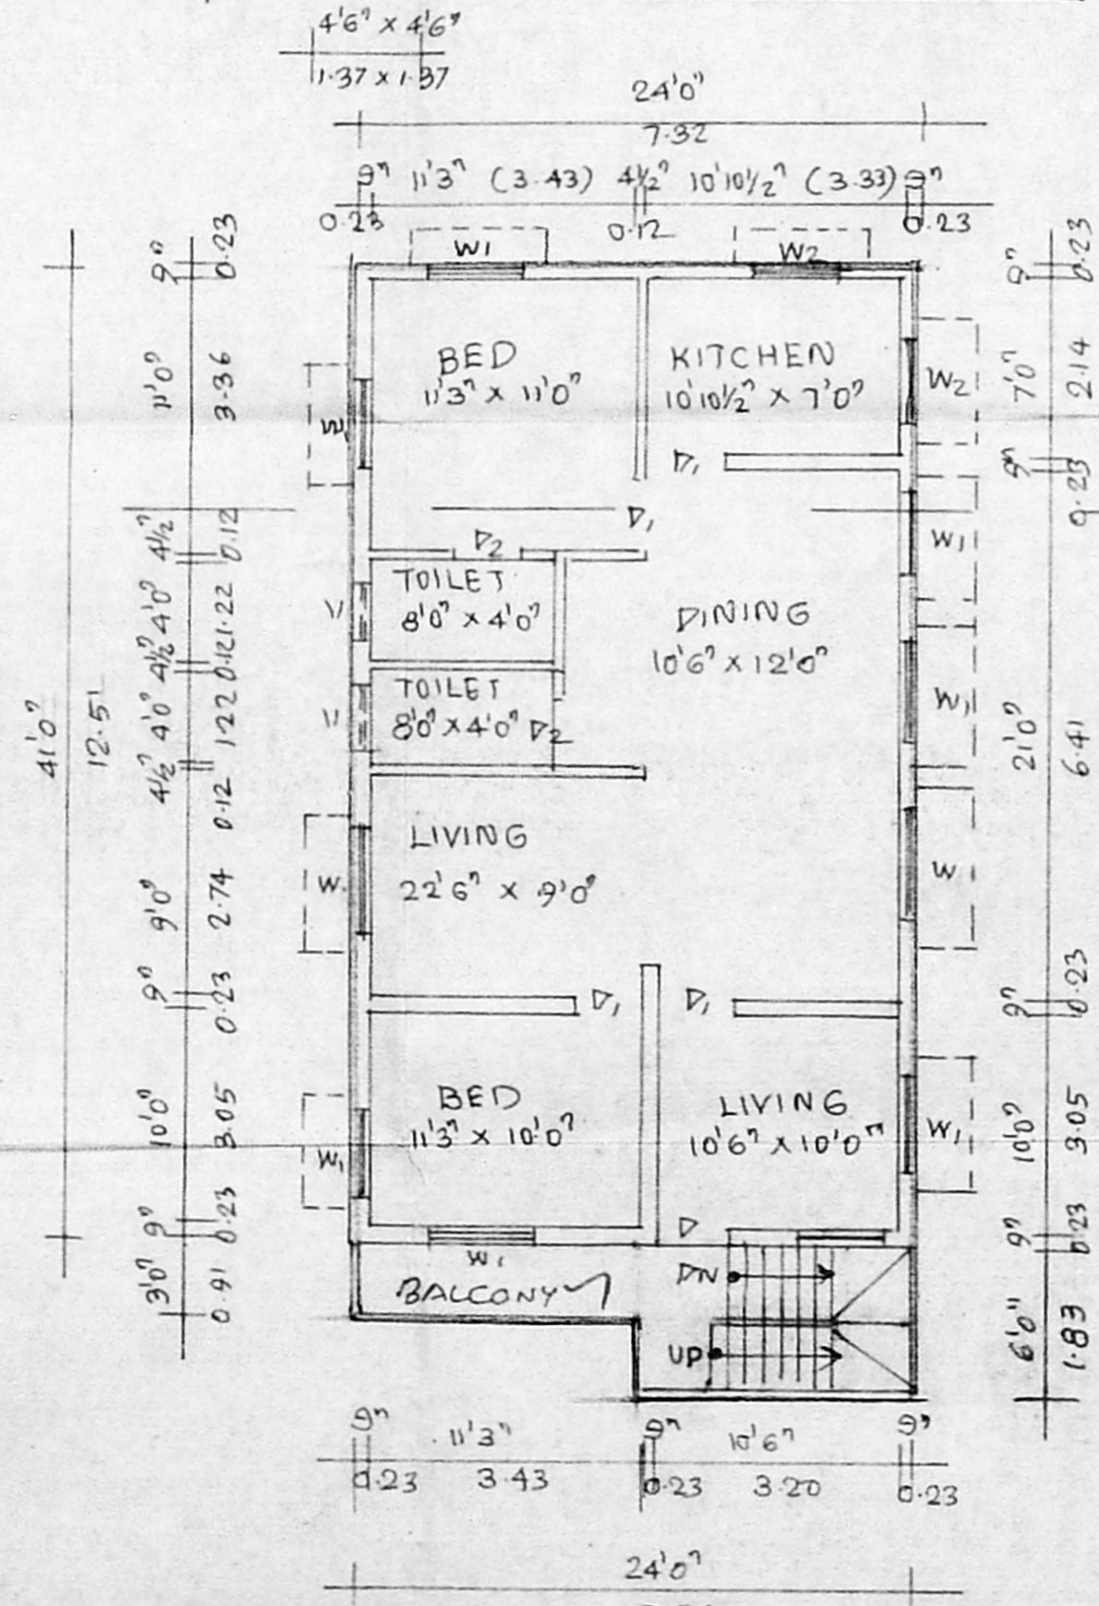 4'6" x 4'6"
1.37 x 1.37
24'0"
7.32
9" 11'3" (3.43) 4½" 10'10½" (3.33) 9"
0.23 0.12 0.23
W1 W2
9" 0.23
11'0" 3.36
4½" 0.12
4'0" 1.22
4½" 0.12
4'0" 1.22
4½" 0.12
9'0" 2.74
9" 0.23
10'0" 3.05
9" 0.23
3'0" 0.91
41'0"
12.51
BED
11'3" x 11'0"
KITCHEN
10'10½" x 7'0"
W2
D1
D1
D2
W1
TOILET
8'0" x 4'0"
V
DINING
10'6" x 12'0"
TOILET
8'0" x 4'0" D2
V
W1
LIVING
22'6" x 9'0"
W
W
D1 D1
BED
11'3" x 10'0"
LIVING
10'6" x 10'0"
W1
W1
D
W1
BALCONY
DN
UP
9" 0.23
7'0" 2.14
9" 0.23
21'0" 6.41
9" 0.23
10'0" 3.05
9" 0.23
6'0" 1.83
9" 11'3" 9" 10'6" 9"
0.23 3.43 0.23 3.20 0.23
24'0"